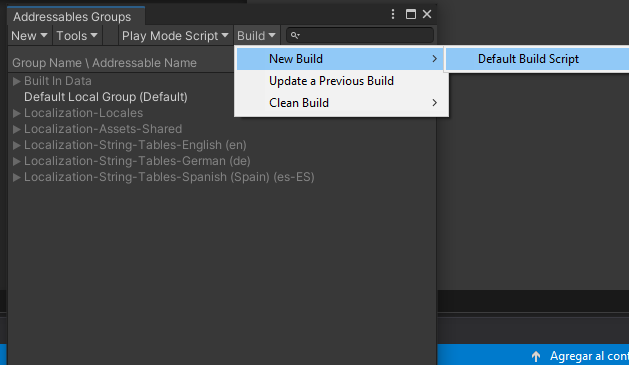 Addressables Groups
New Tools Play Mode Script Build
New Build Default Build Script
Group Name \ Addressable Name
Update a Previous Build
Built In Data
Default Local Group (Default)
Clean Build
Localization-Locales
Localization-Assets-Shared
Localization-String-Tables-English (en)
Localization-String-Tables-German (de)
Localization-String-Tables-Spanish (Spain) (es-ES)
Agregar al cont